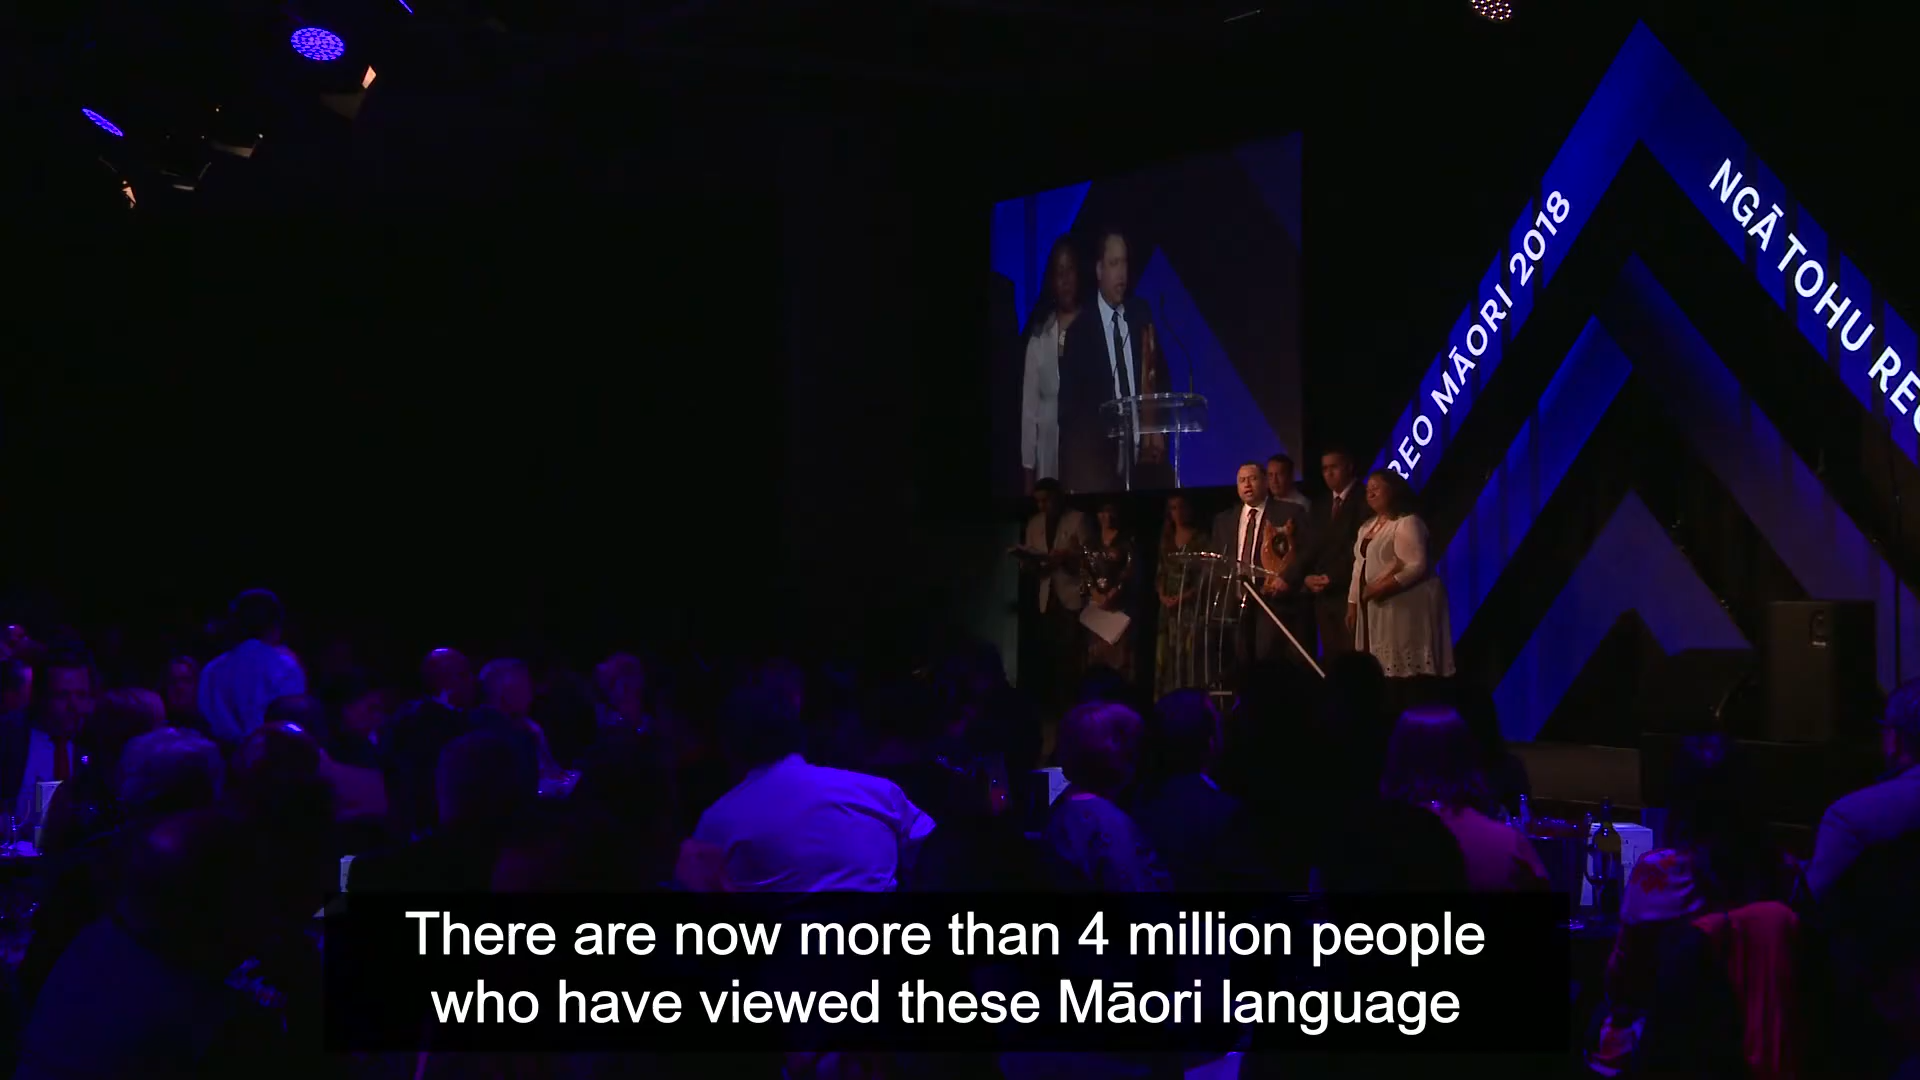 REO MĀORI 2018
NGĀ TOHU REO
There are now more than 4 million people
who have viewed these Māori language